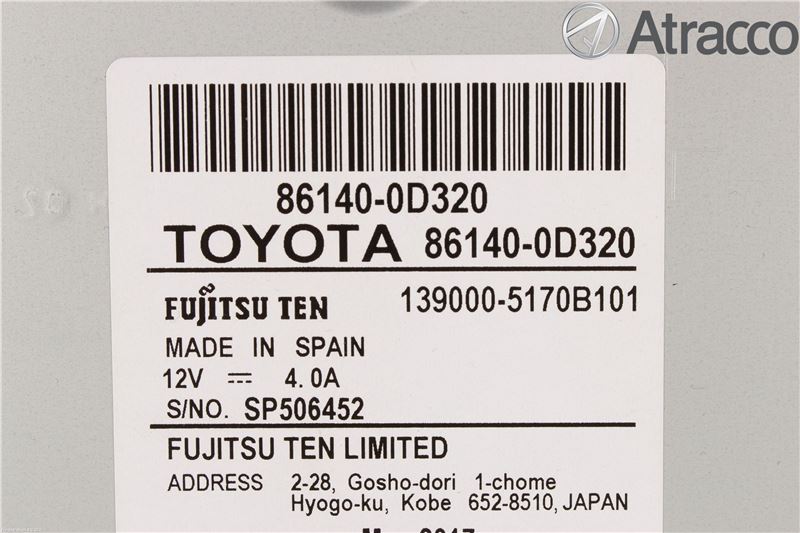 Atracco
86140-0D320
TOYOTA 86140-0D320
FUJITSU TEN 139000-5170B101
MADE IN SPAIN
12V ⎓ 4.0A
S/NO. SP506452
FUJITSU TEN LIMITED
ADDRESS 2-28, Gosho-dori 1-chome
Hyogo-ku, Kobe 652-8510, JAPAN